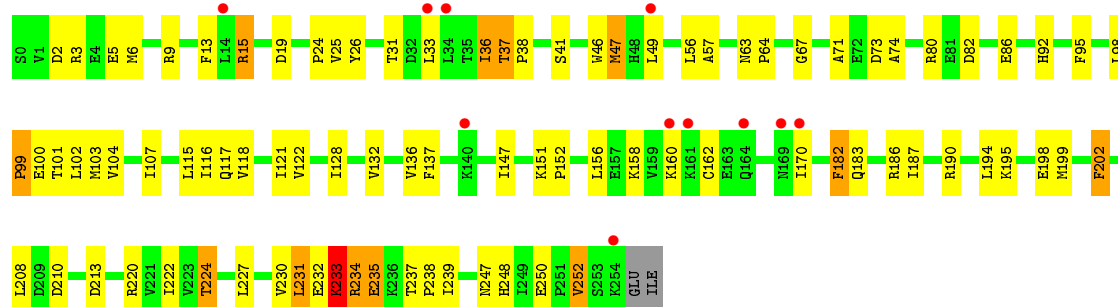 S0 V1 D2 R3 E4 E5 M6 R9 F13 L14 R15 D19 P24 V25 Y26 T31 D32 L33 L34 T35 I36 T37 P38 S41 W46 M47 H48 L49 L56 A57 N63 P64 G67 A71 E72 D73 A74 R80 E81 D82 E86 H92 F95 L98
P99 E100 T101 L102 M103 V104 I107 L115 I116 Q117 V118 I121 V122 I128 V132 V136 F137 K140 I147 K151 P152 L156 E157 K158 V159 K160 K161 C162 E163 Q164 N169 I170 F182 Q183 R186 I187 R190 L194 K195 E198 M199 F202
L208 D209 D210 D213 R220 V221 I222 V223 T224 L227 V230 L231 E232 K233 R234 E235 K236 T237 P238 I239 N247 H248 I249 E250 P251 V252 S253 K254 GLU ILE